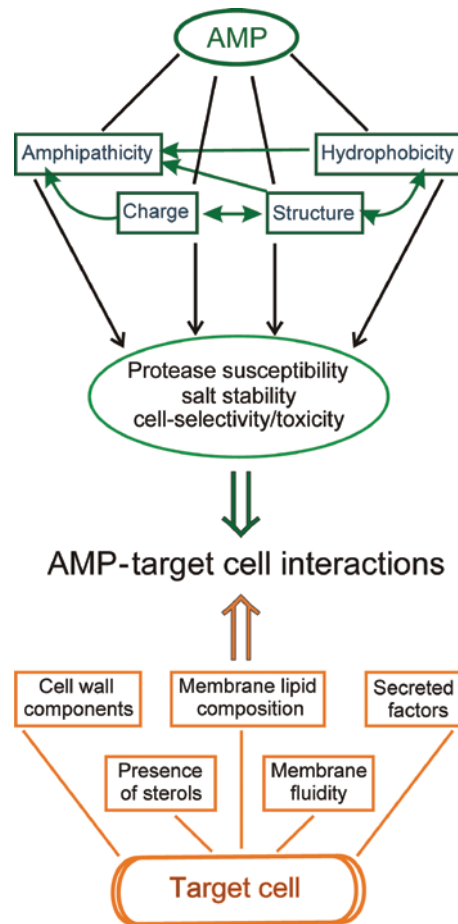 AMP
Amphipathicity
Hydrophobicity
Charge
Structure
Protease susceptibility
salt stability
cell-selectivity/toxicity
AMP-target cell interactions
Cell wall
components
Membrane lipid
composition
Secreted
factors
Presence
of sterols
Membrane
fluidity
Target cell